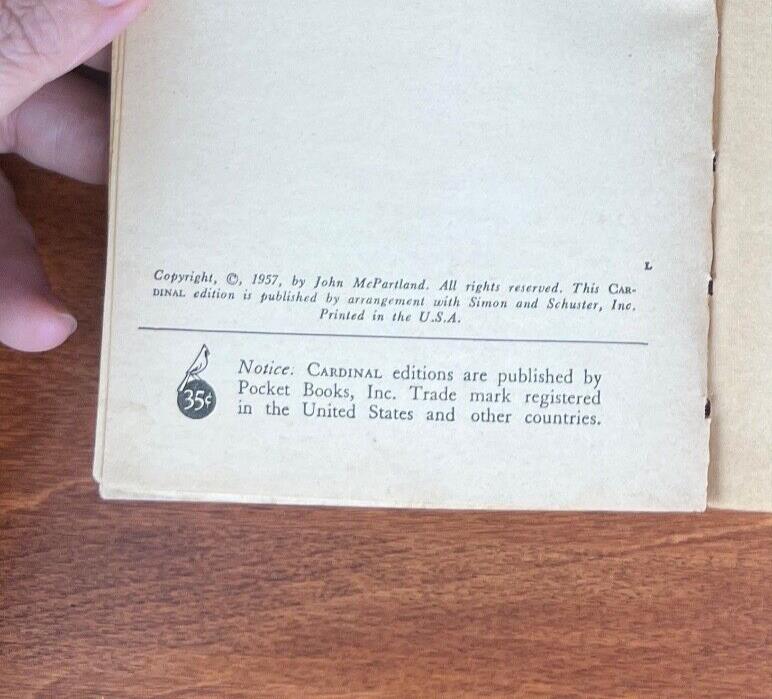 L
Copyright, ©, 1957, by John McPartland. All rights reserved. This CAR-
DINAL edition is published by arrangement with Simon and Schuster, Inc.
Printed in the U.S.A.
Notice: CARDINAL editions are published by
Pocket Books, Inc. Trade mark registered
in the United States and other countries.
35¢